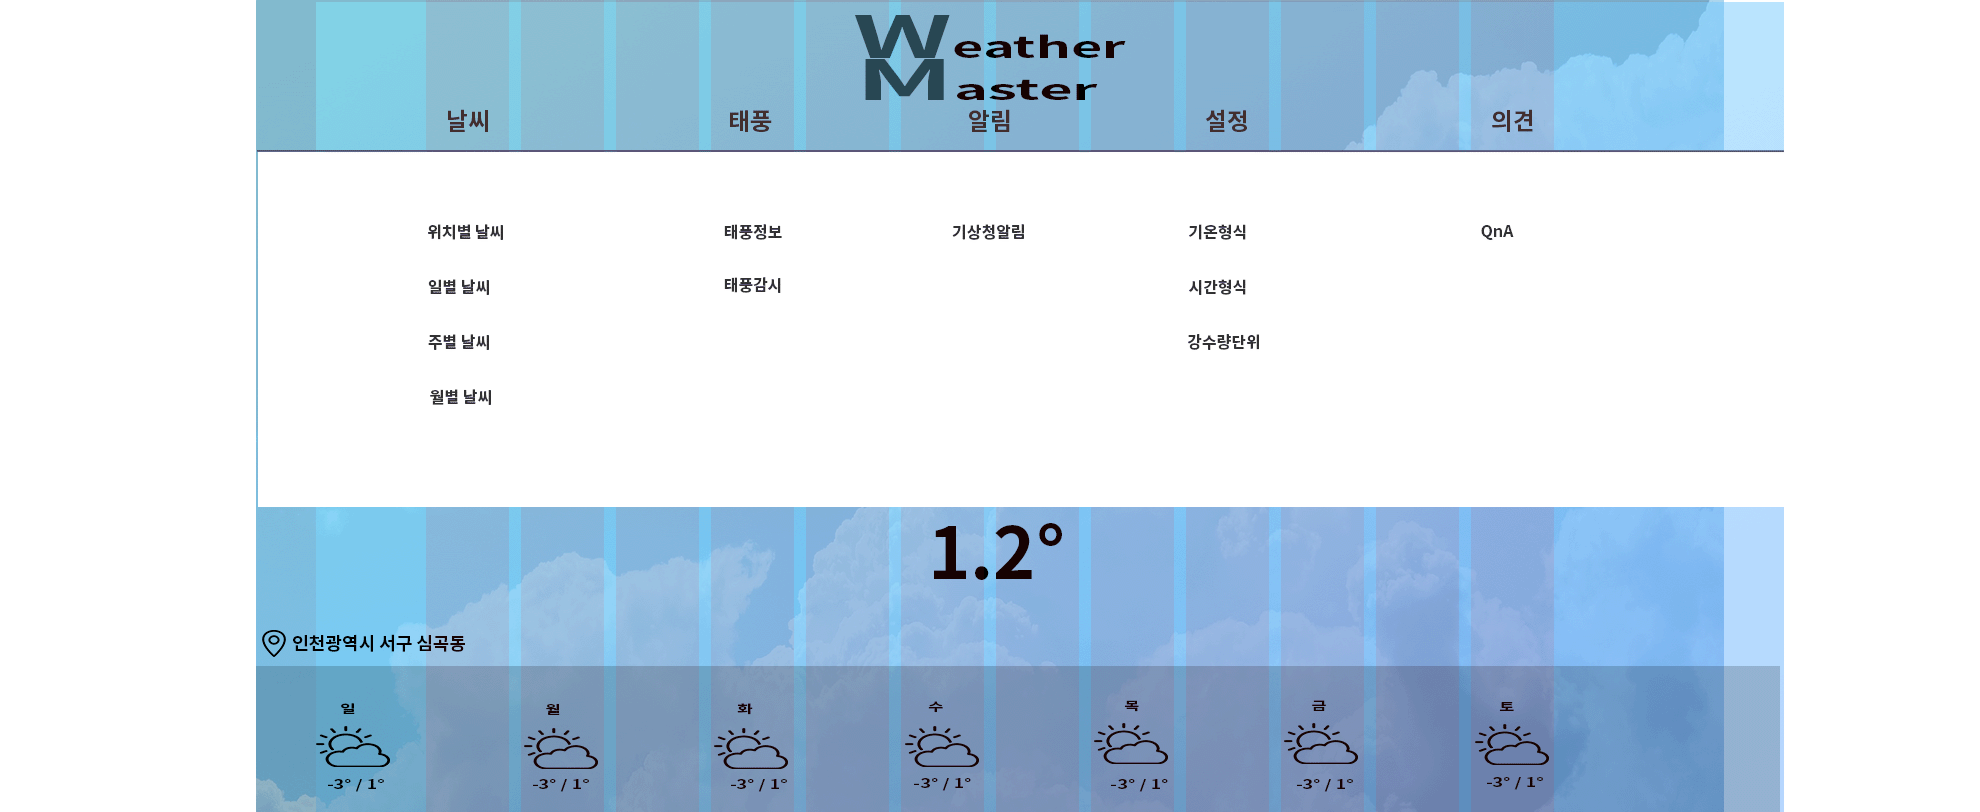 Weather
Master
날씨 태풍 알림 설정 의견
위치별 날씨 태풍정보 기상청알림 기온형식 QnA
일별 날씨 태풍감시 시간형식
주별 날씨 강수량단위
월별 날씨
1.2°
인천광역시 서구 심곡동
일 월 화 수 목 금 토
-3° / 1° -3° / 1° -3° / 1° -3° / 1° -3° / 1° -3° / 1° -3° / 1°